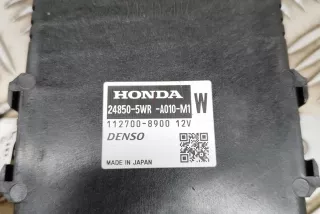 HONDA
24850-5WR -A010-M1 W
112700-8900 12V
DENSO
MADE IN JAPAN